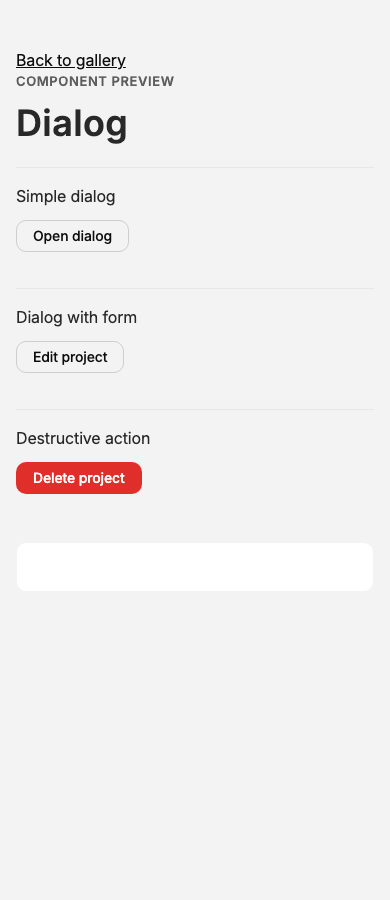 Back to gallery
COMPONENT PREVIEW
Dialog
Simple dialog
Open dialog
Dialog with form
Edit project
Destructive action
Delete project